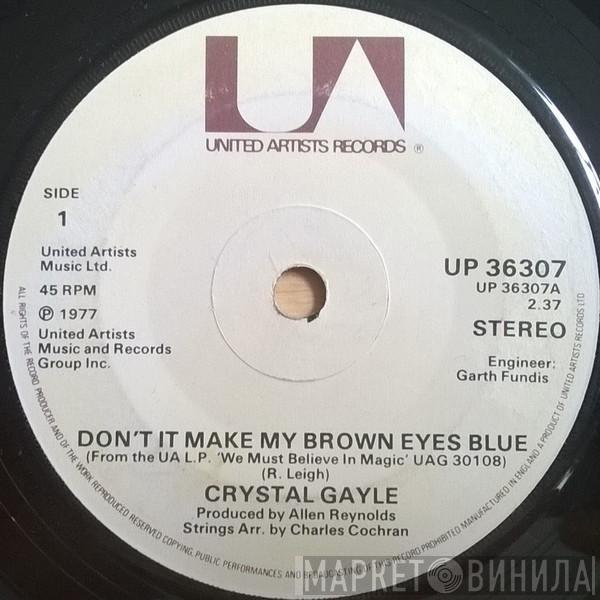 UA
UNITED ARTISTS RECORDS ®
SIDE
1
United Artists
Music Ltd.
45 RPM
℗ 1977
United Artists
Music and Records
Group Inc.
UP 36307
UP 36307A
2.37
STEREO
Engineer:
Garth Fundis
DON'T IT MAKE MY BROWN EYES BLUE
(From the UA L.P. 'We Must Believe In Magic' UAG 30108)
(R. Leigh)
CRYSTAL GAYLE
Produced by Allen Reynolds
Strings Arr. by Charles Cochran
ALL RIGHTS OF THE RECORD PRODUCER AND OF THE OWNER OF THE WORK REPRODUCED RESERVED COPYING, PUBLIC PERFORMANCES AND BROADCASTING OF THIS RECORD PROHIBITED MANUFACTURED BY AND A PRODUCT OF UNITED ARTISTS RECORDS LTD
МАРКЕТ ВИНИЛА